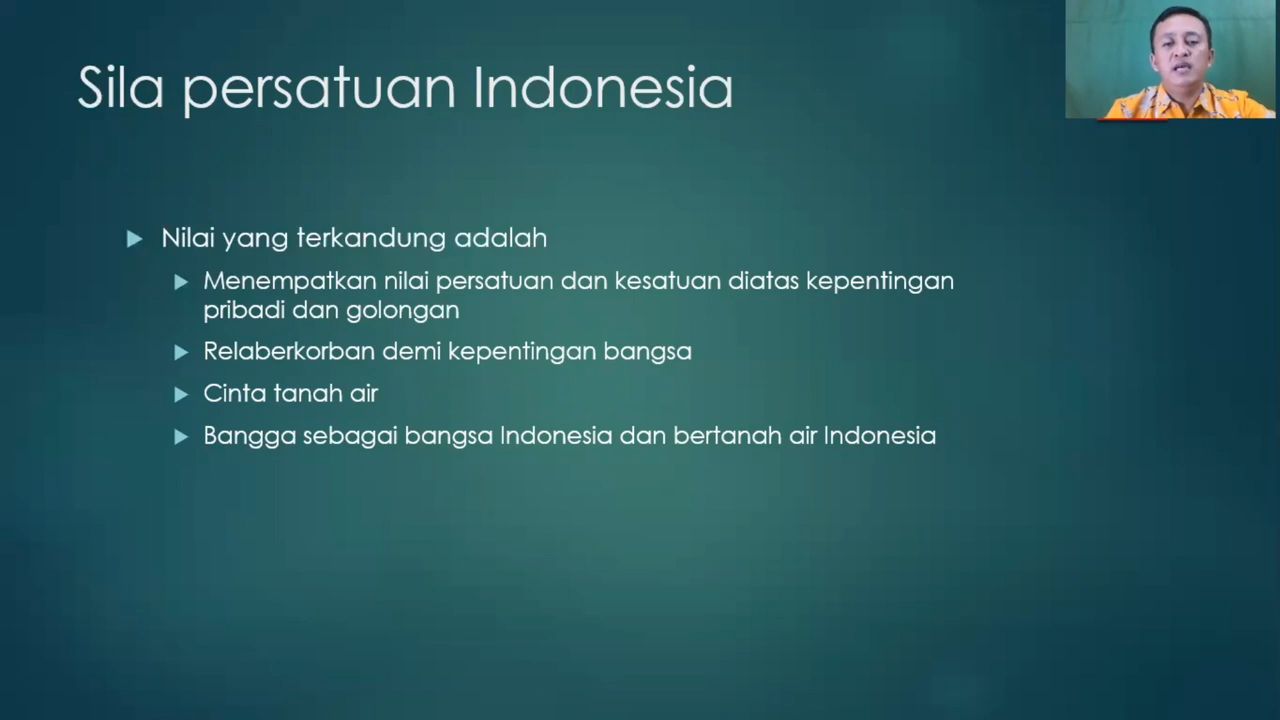 Sila persatuan Indonesia
Nilai yang terkandung adalah
Menempatkan nilai persatuan dan kesatuan diatas kepentingan
pribadi dan golongan
Relaberkorban demi kepentingan bangsa
Cinta tanah air
Bangga sebagai bangsa Indonesia dan bertanah air Indonesia